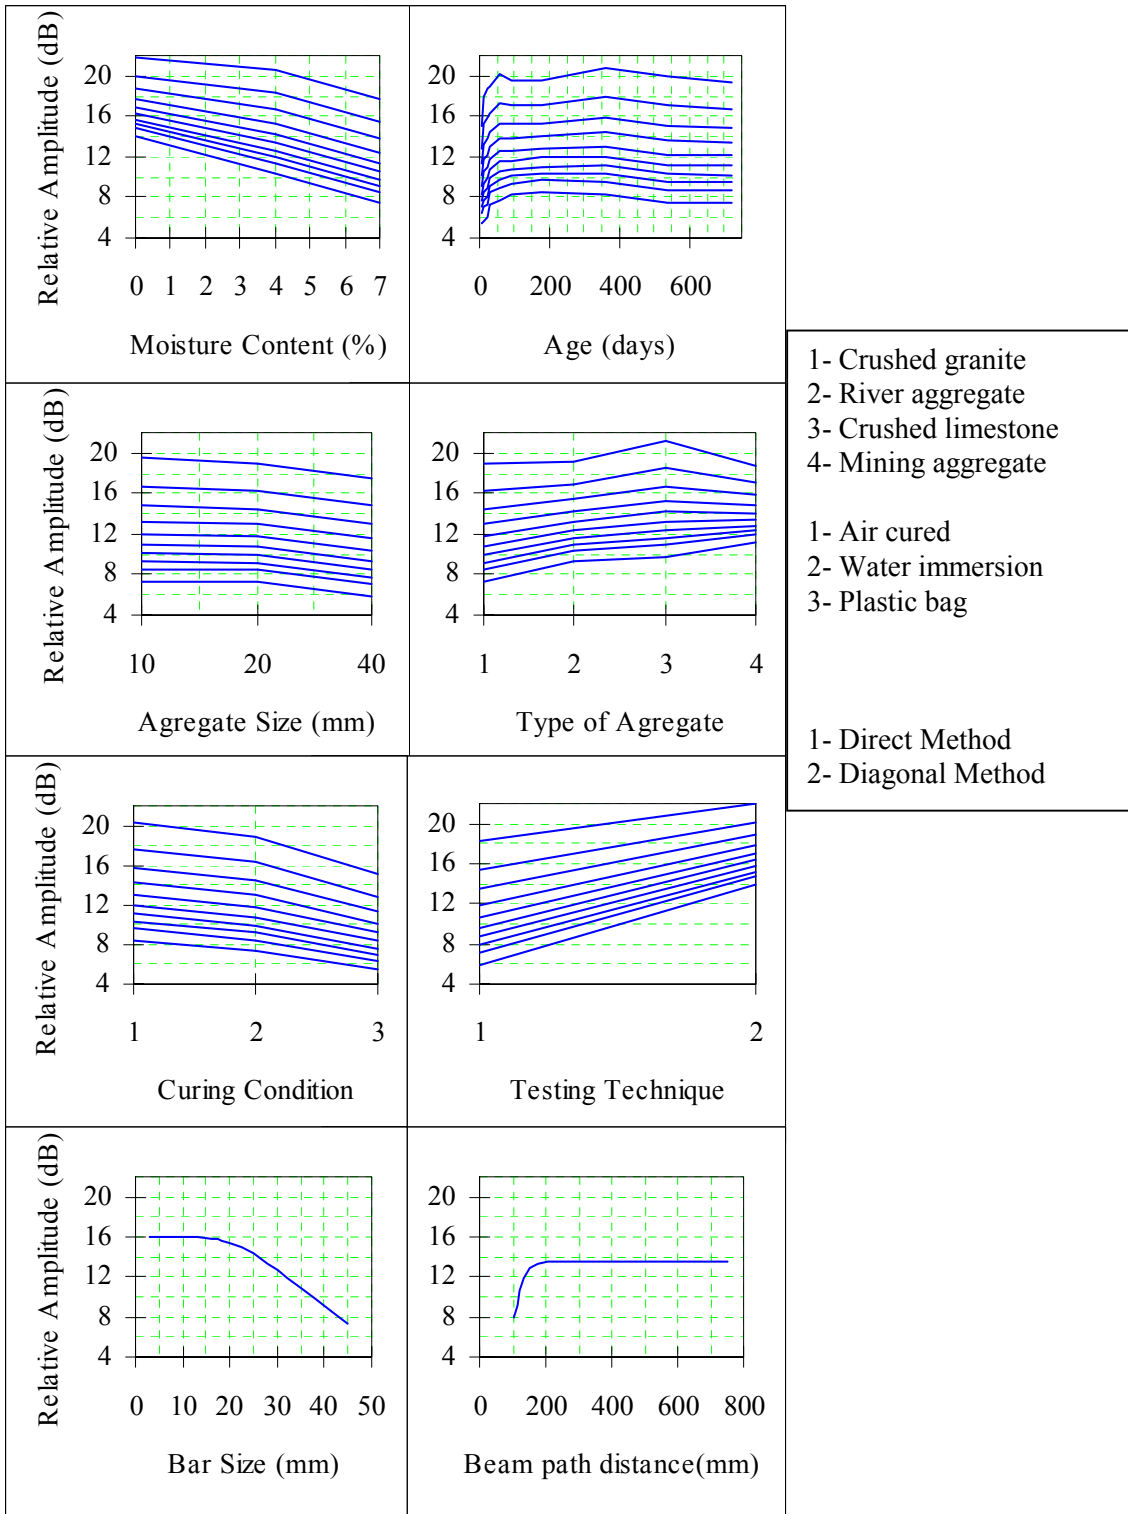 Relative Amplitude (dB)
20
16
12
8
4
0 1 2 3 4 5 6 7
Moisture Content (%)
20
16
12
8
4
0 200 400 600
Age (days)
Relative Amplitude (dB)
20
16
12
8
4
10 20 40
Agregate Size (mm)
20
16
12
8
4
1 2 3 4
Type of Agregate
1- Crushed granite
2- River aggregate
3- Crushed limestone
4- Mining aggregate
1- Air cured
2- Water immersion
3- Plastic bag
1- Direct Method
2- Diagonal Method
Relative Amplitude (dB)
20
16
12
8
4
1 2 3
Curing Condition
20
16
12
8
4
1 2
Testing Technique
Relative Amplitude (dB)
20
16
12
8
4
0 10 20 30 40 50
Bar Size (mm)
20
16
12
8
4
0 200 400 600 800
Beam path distance(mm)